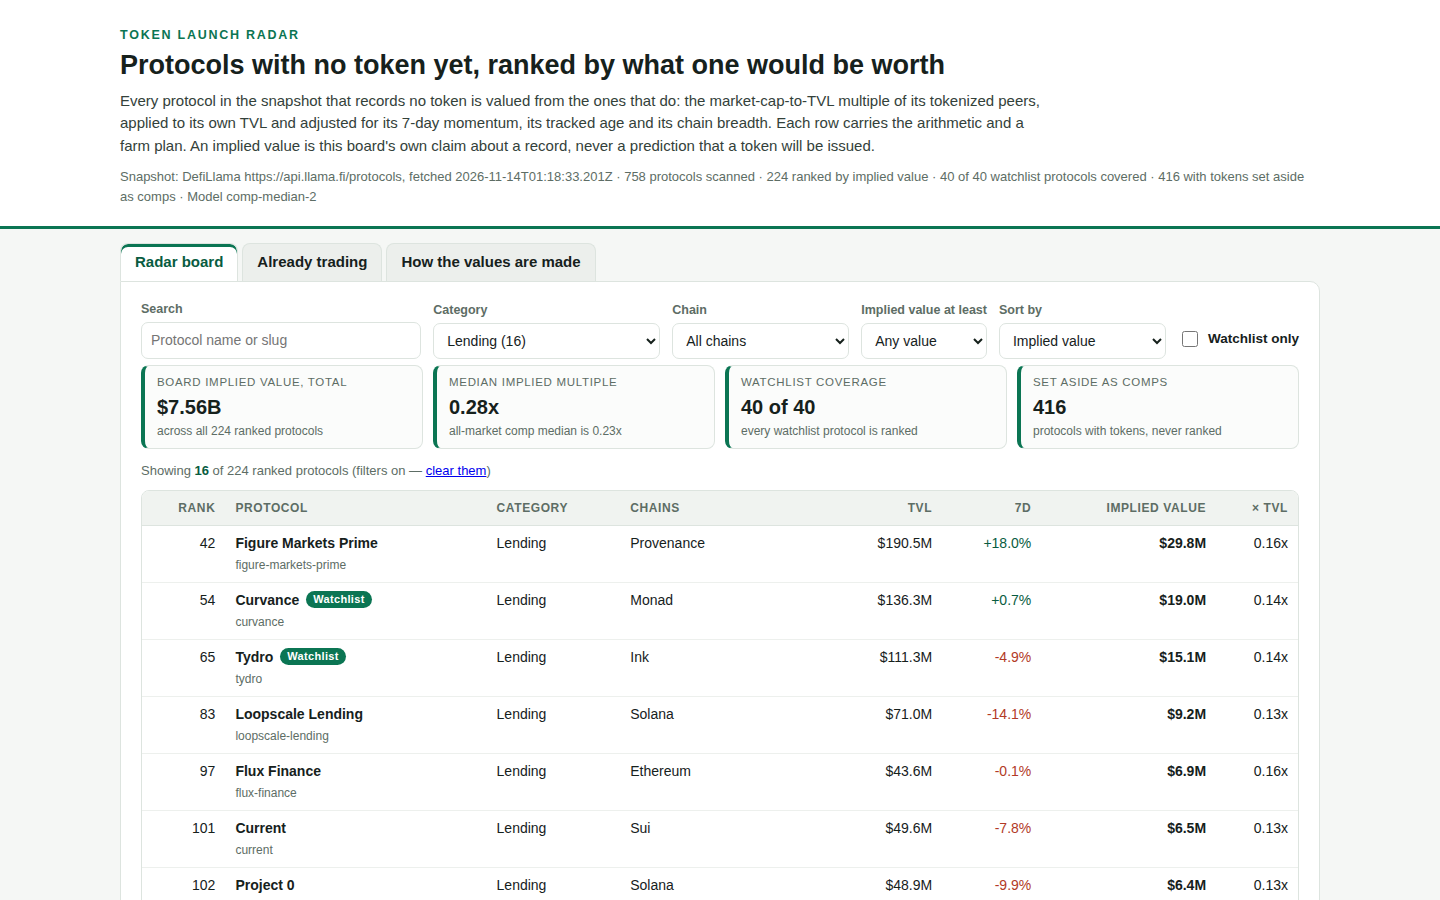 TOKEN LAUNCH RADAR
Protocols with no token yet, ranked by what one would be worth
Every protocol in the snapshot that records no token is valued from the ones that do: the market-cap-to-TVL multiple of its tokenized peers,
applied to its own TVL and adjusted for its 7-day momentum, its tracked age and its chain breadth. Each row carries the arithmetic and a
farm plan. An implied value is this board's own claim about a record, never a prediction that a token will be issued.
Snapshot: DefiLlama https://api.llama.fi/protocols, fetched 2026-11-14T01:18:33.201Z · 758 protocols scanned · 224 ranked by implied value · 40 of 40 watchlist protocols covered · 416 with tokens set aside
as comps · Model comp-median-2
Radar board Already trading How the values are made
Search Category Chain Implied value at least Sort by
Protocol name or slug Lending (16) All chains Any value Implied value Watchlist only
BOARD IMPLIED VALUE, TOTAL MEDIAN IMPLIED MULTIPLE WATCHLIST COVERAGE SET ASIDE AS COMPS
$7.56B 0.28x 40 of 40 416
across all 224 ranked protocols all-market comp median is 0.23x every watchlist protocol is ranked protocols with tokens, never ranked
Showing 16 of 224 ranked protocols (filters on — clear them)
RANK PROTOCOL CATEGORY CHAINS TVL 7D IMPLIED VALUE × TVL
42 Figure Markets Prime Lending Provenance $190.5M +18.0% $29.8M 0.16x
figure-markets-prime
54 Curvance Watchlist Lending Monad $136.3M +0.7% $19.0M 0.14x
curvance
65 Tydro Watchlist Lending Ink $111.3M -4.9% $15.1M 0.14x
tydro
83 Loopscale Lending Lending Solana $71.0M -14.1% $9.2M 0.13x
loopscale-lending
97 Flux Finance Lending Ethereum $43.6M -0.1% $6.9M 0.16x
flux-finance
101 Current Lending Sui $49.6M -7.8% $6.5M 0.13x
current
102 Project 0 Lending Solana $48.9M -9.9% $6.4M 0.13x